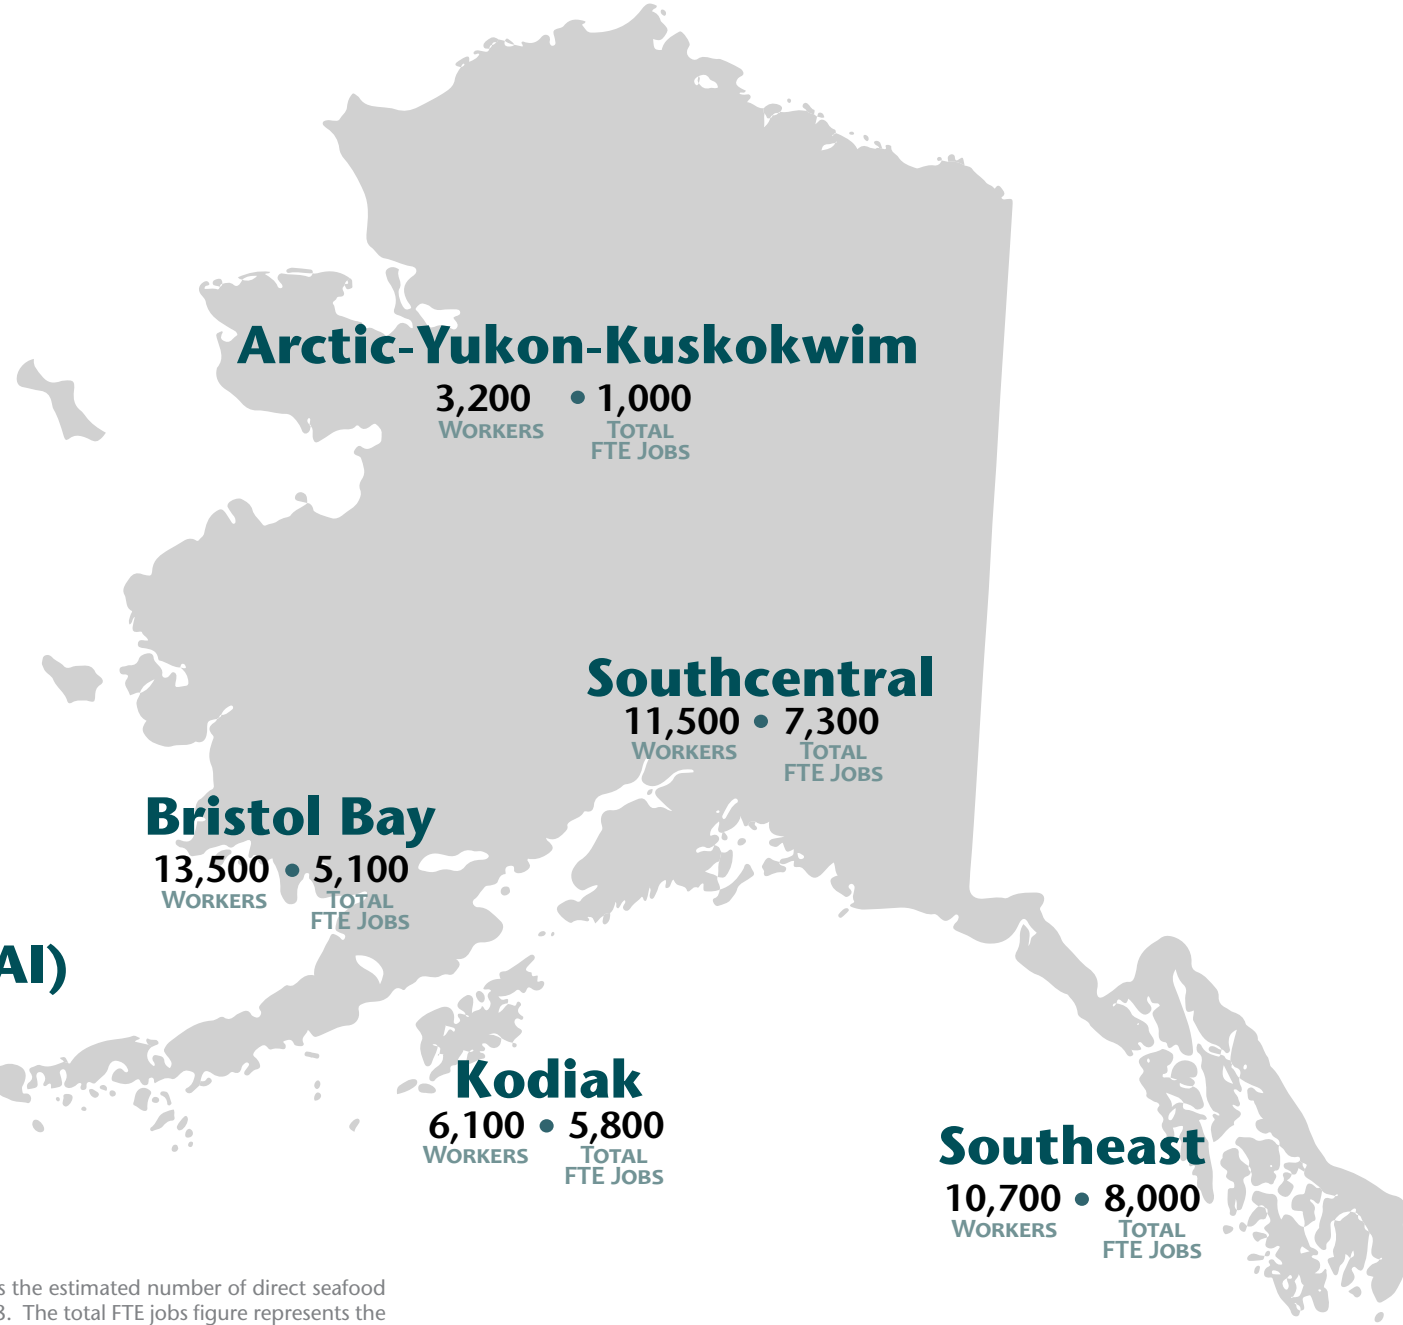 Arctic-Yukon-Kuskokwim
3,200 • 1,000
WORKERS TOTAL
FTE JOBS
Southcentral
11,500 • 7,300
WORKERS TOTAL
FTE JOBS
Bristol Bay
13,500 • 5,100
WORKERS TOTAL
FTE JOBS
AI)
Kodiak
6,100 • 5,800
WORKERS TOTAL
FTE JOBS
Southeast
10,700 • 8,000
WORKERS TOTAL
FTE JOBS
s the estimated number of direct seafood
3. The total FTE jobs figure represents the